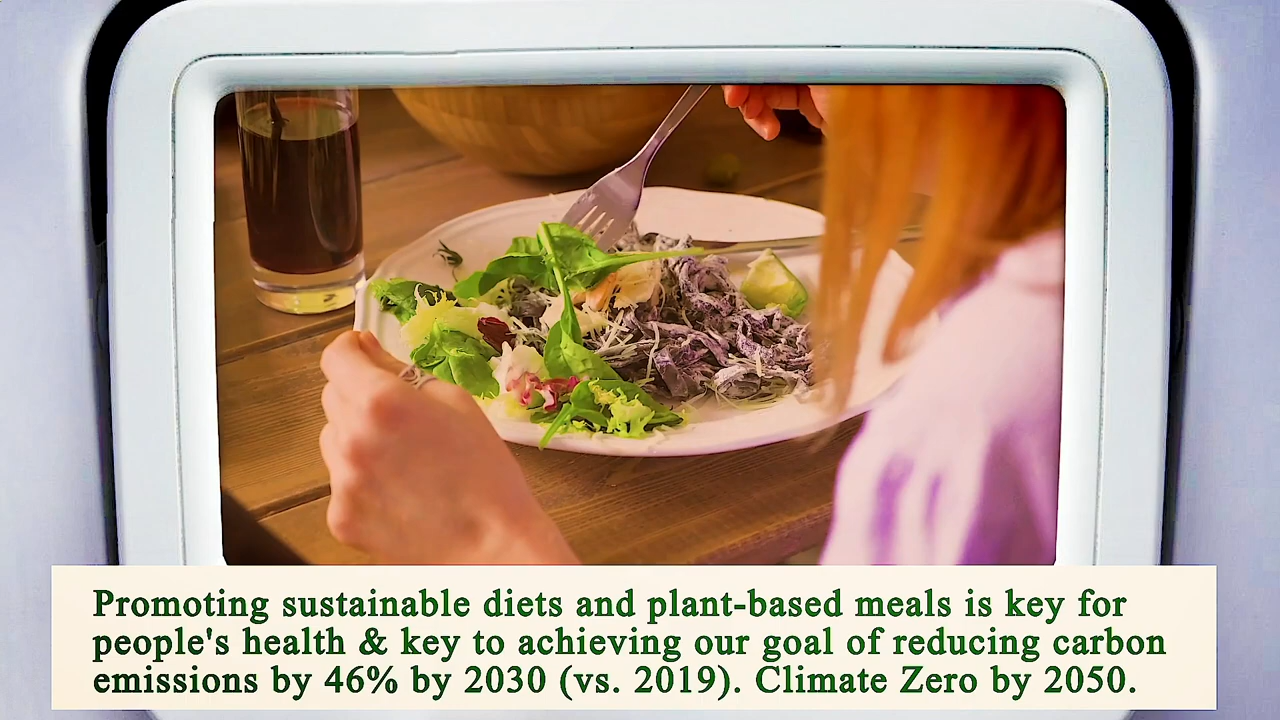 Promoting sustainable diets and plant-based meals is key for
people's health & key to achieving our goal of reducing carbon
emissions by 46% by 2030 (vs. 2019). Climate Zero by 2050.